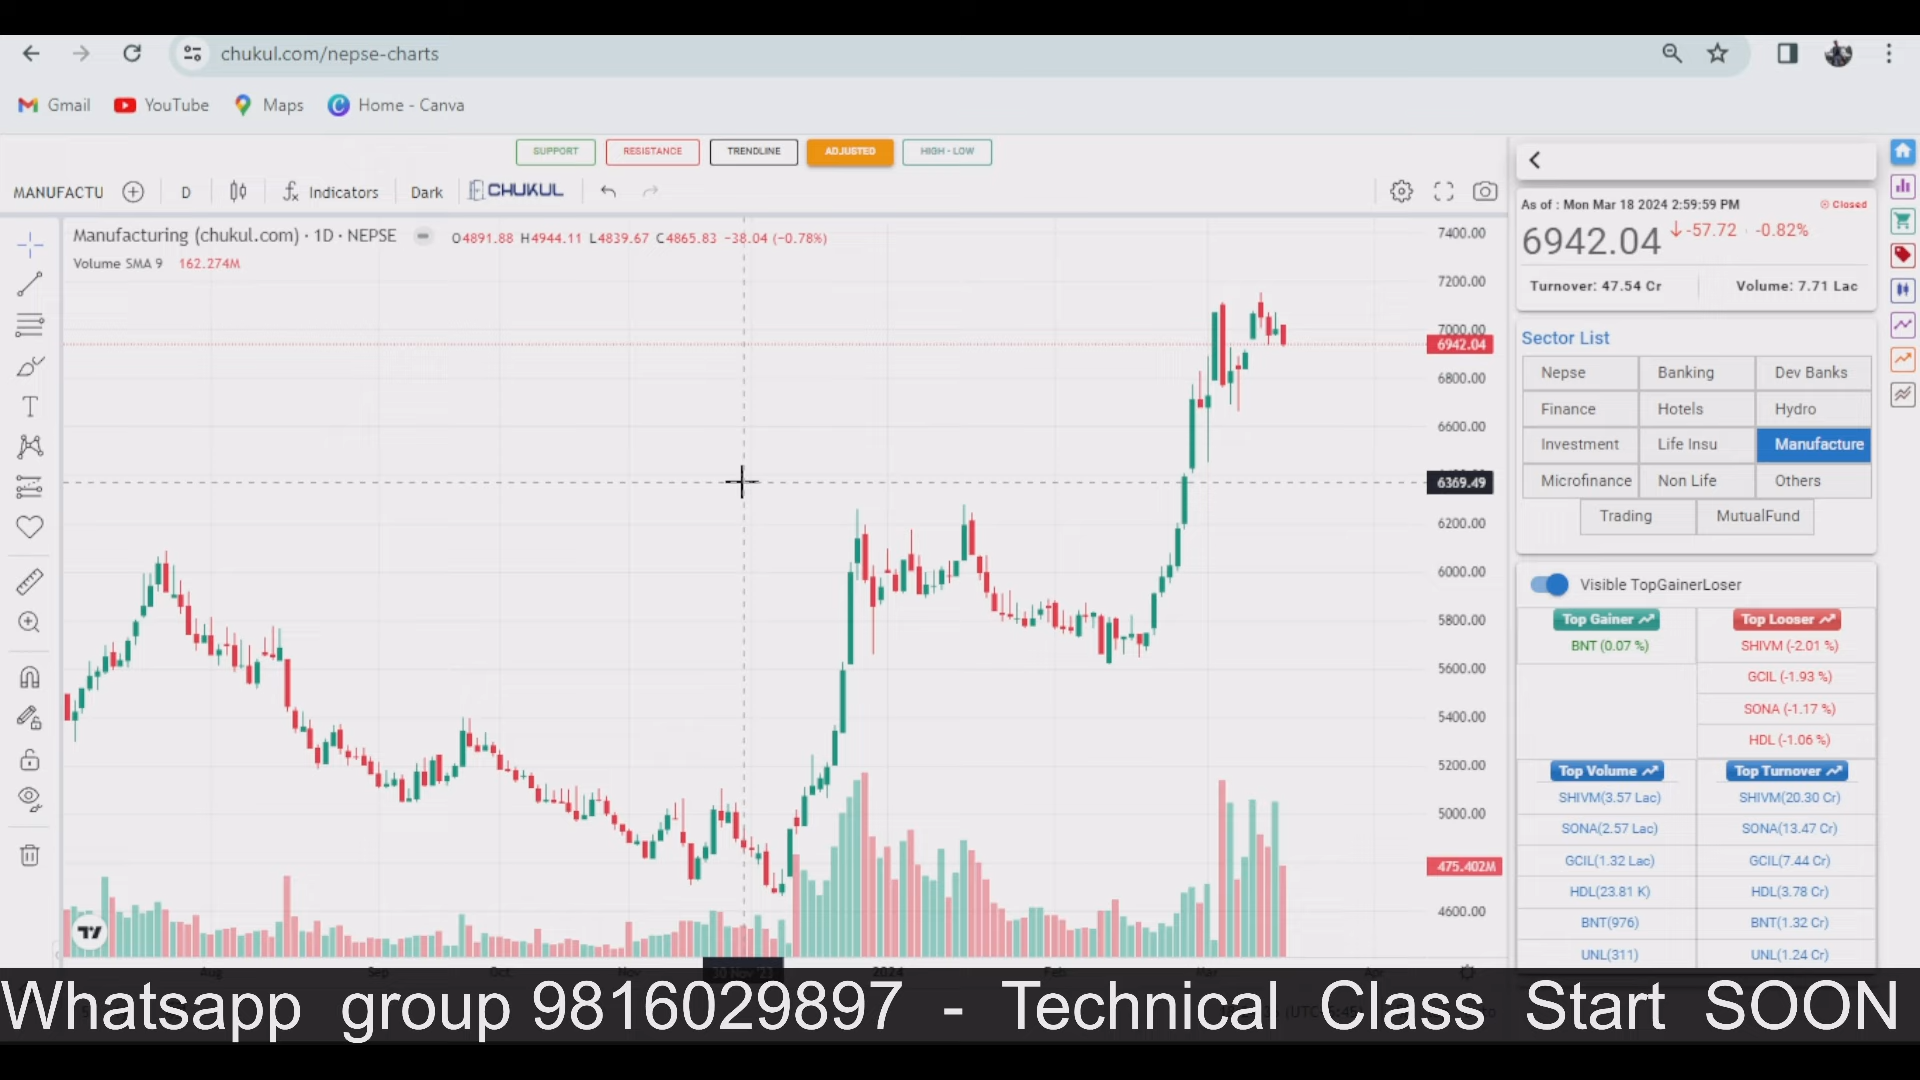 chukul.com/nepse-charts
Gmail YouTube Maps Home - Canva
SUPPORT RESISTANCE TRENDLINE ADJUSTED HIGH - LOW
MANUFACTU D Indicators Dark CHUKUL
Manufacturing (chukul.com) · 1D · NEPSE O4891.88 H4944.11 L4839.67 C4865.83 -38.04 (-0.78%)
Volume SMA 9 162.274M
7400.00
7200.00
7000.00
6942.04
6800.00
6600.00
6369.49
6200.00
6000.00
5800.00
5600.00
5400.00
5200.00
5000.00
475.402M
4600.00
Aug Sep Oct Nov 30 Nov '23 2024 Feb Mar Apr
As of : Mon Mar 18 2024 2:59:59 PM Closed
6942.04 -57.72 -0.82%
Turnover: 47.54 Cr Volume: 7.71 Lac
Sector List
Nepse Banking Dev Banks
Finance Hotels Hydro
Investment Life Insu Manufacture
Microfinance Non Life Others
Trading MutualFund
Visible TopGainerLoser
Top Gainer Top Looser
BNT (0.07 %) SHIVM (-2.01 %)
GCIL (-1.93 %)
SONA (-1.17 %)
HDL (-1.06 %)
Top Volume Top Turnover
SHIVM(3.57 Lac) SHIVM(20.30 Cr)
SONA(2.57 Lac) SONA(13.47 Cr)
GCIL(1.32 Lac) GCIL(7.44 Cr)
HDL(23.81 K) HDL(3.78 Cr)
BNT(976) BNT(1.32 Cr)
UNL(311) UNL(1.24 Cr)
Whatsapp group 9816029897 - Technical Class Start SOON